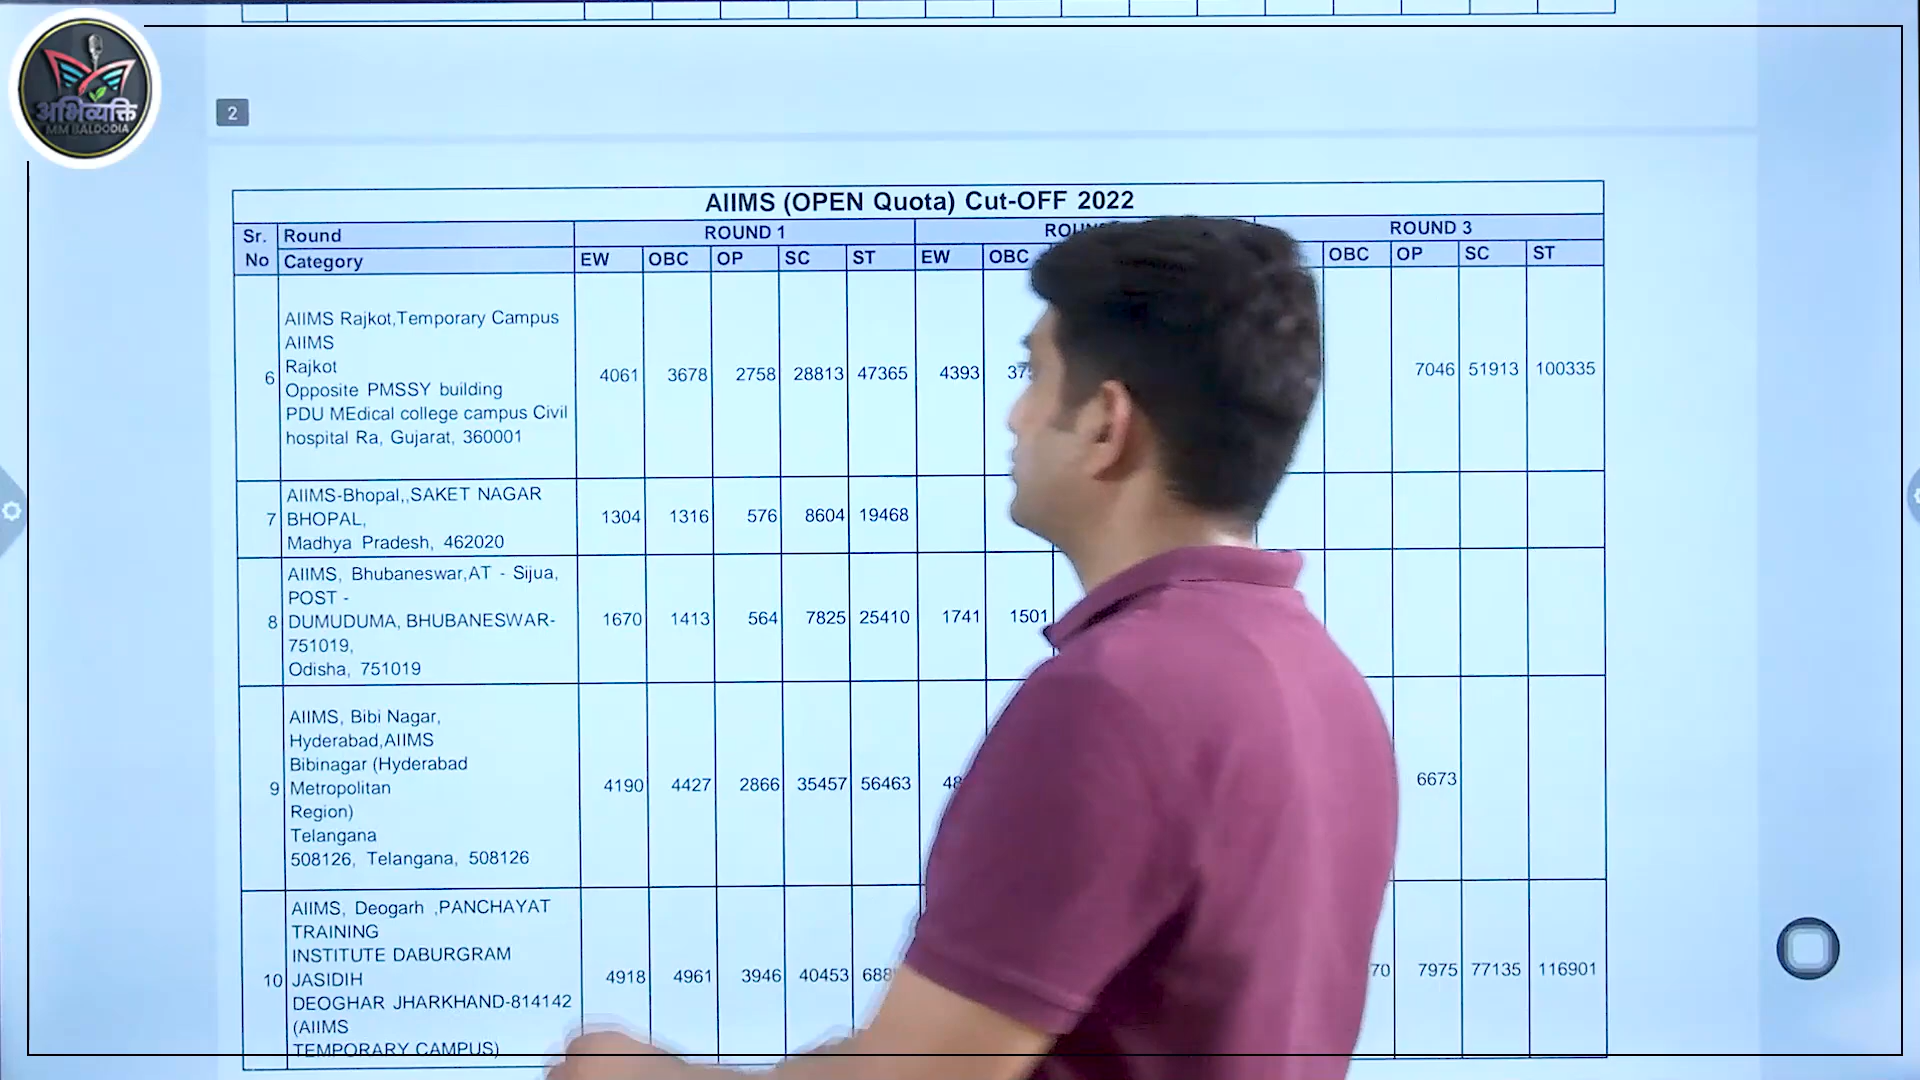 अभिव्यक्ति
MM BALDODIA
2
AIIMS (OPEN Quota) Cut-OFF 2022
Sr. No Round ROUND 1 ROUND 3
Category EW OBC OP SC ST EW OBC OBC OP SC ST
6 AIIMS Rajkot,Temporary Campus
AIIMS
Rajkot
Opposite PMSSY building
PDU MEdical college campus Civil
hospital Ra, Gujarat, 360001
4061 3678 2758 28813 47365 4393 7046 51913 100335
7 AIIMS-Bhopal,,SAKET NAGAR
BHOPAL,
Madhya Pradesh, 462020
1304 1316 576 8604 19468
8 AIIMS, Bhubaneswar,AT - Sijua,
POST -
DUMUDUMA, BHUBANESWAR-
751019,
Odisha, 751019
1670 1413 564 7825 25410 1741 1501
9 AIIMS, Bibi Nagar,
Hyderabad,AIIMS
Bibinagar (Hyderabad
Metropolitan
Region)
Telangana
508126, Telangana, 508126
4190 4427 2866 35457 56463 6673
10 AIIMS, Deogarh ,PANCHAYAT
TRAINING
INSTITUTE DABURGRAM
JASIDIH
DEOGHAR JHARKHAND-814142
(AIIMS
TEMPORARY CAMPUS)
4918 4961 3946 40453 7975 77135 116901